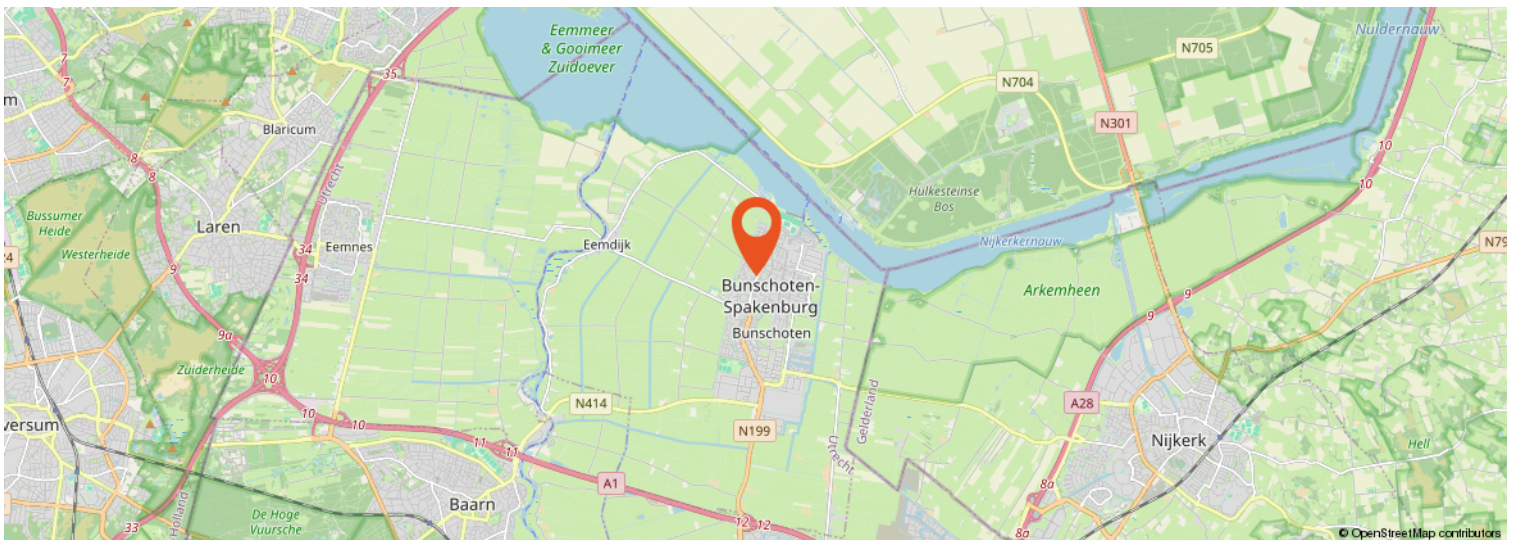 Eemmeer
& Gooimeer
Zuidoever
Nuldernauw
N705
N704
N301
7
7
35
m
Blaricum
8
8
10
10
Utrecht
Hulkesteinse
Bos
Bussumer
Heide
Laren
Westerheide
Eemnes
34
34
Eemdijk
Nijkerkernauw
N79
24
9
Bunschoten-
Spakenburg
Bunschoten
Arkemheen
9
9
9a
Zuiderheide
10
10
10
N414
N199
A28
Gelderland
Utrecht
versum
11
11
Nijkerk
Hell
A1
8a
8a
Baarn
De Hoge
Vuursche
Holland
33
12
12
© OpenStreetMap contributors